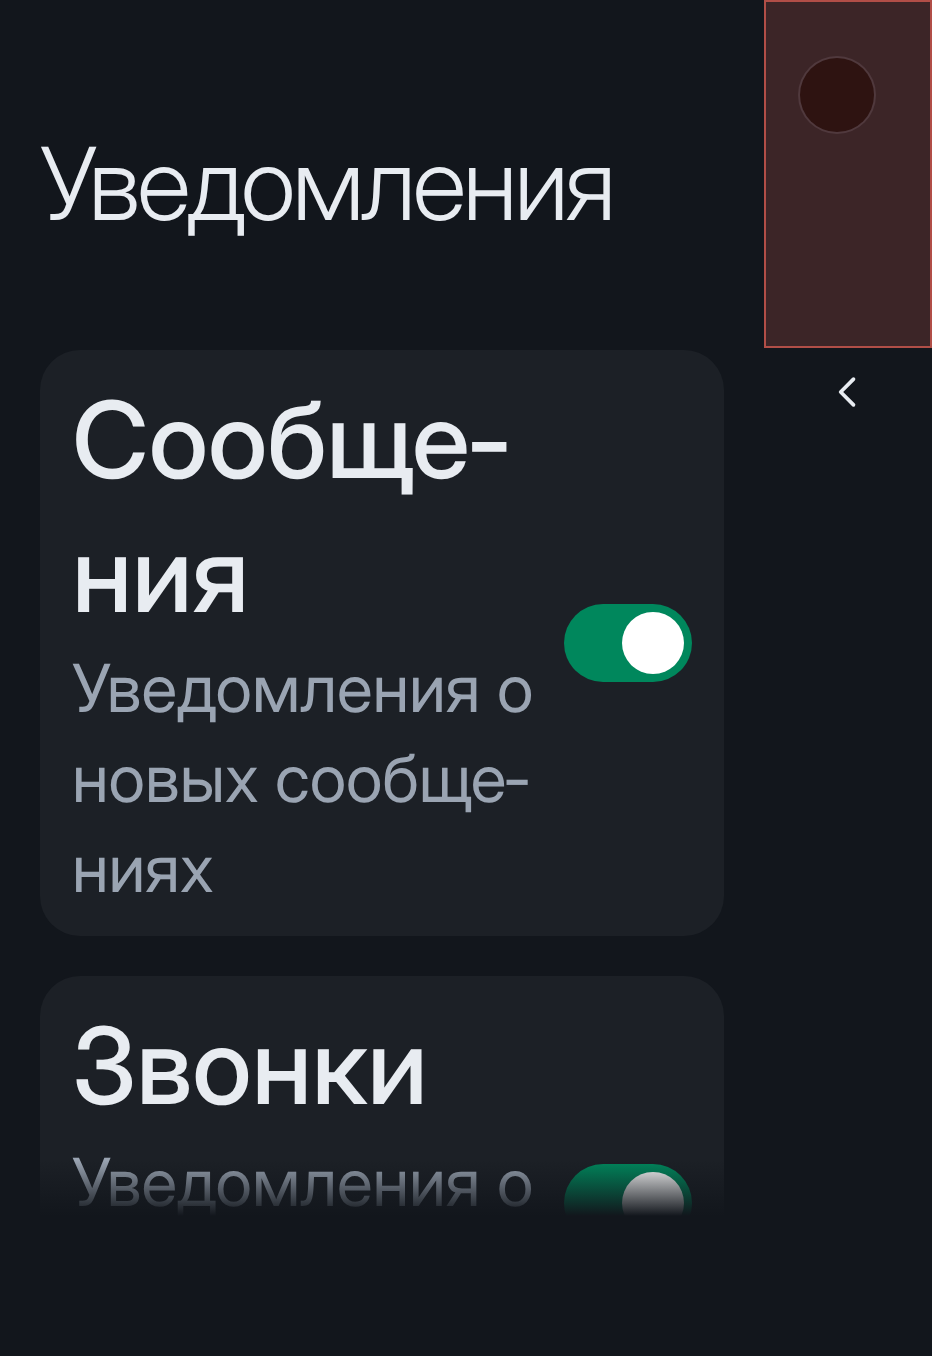 Уведомления
Сообще-
ния
Уведомления о
новых сообще-
ниях
Звонки
Уведомления о